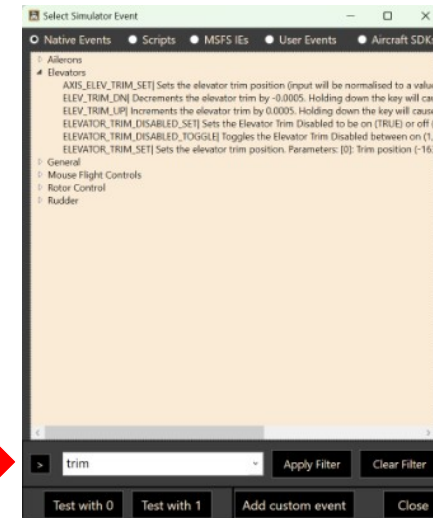 Select Simulator Event
Native Events Scripts MSFS IEs User Events Aircraft SDKs
Ailerons
Elevators
AXIS_ELEV_TRIM_SET| Sets the elevator trim position (input will be normalised to a value
ELEV_TRIM_DN| Decrements the elevator trim by -0.0005. Holding down the key will cau
ELEV_TRIM_UP| Increments the elevator trim by 0.0005. Holding down the key will cause
ELEVATOR_TRIM_DISABLED_SET| Sets the Elevator Trim Disabled to be on (TRUE) or off (
ELEVATOR_TRIM_DISABLED_TOGGLE| Toggles the Elevator Trim Disabled between on (1,
ELEVATOR_TRIM_SET| Sets the elevator trim position. Parameters: [0]: Trim position (-16
General
Mouse Flight Controls
Rotor Control
Rudder
> trim Apply Filter Clear Filter
Test with 0 Test with 1 Add custom event Close